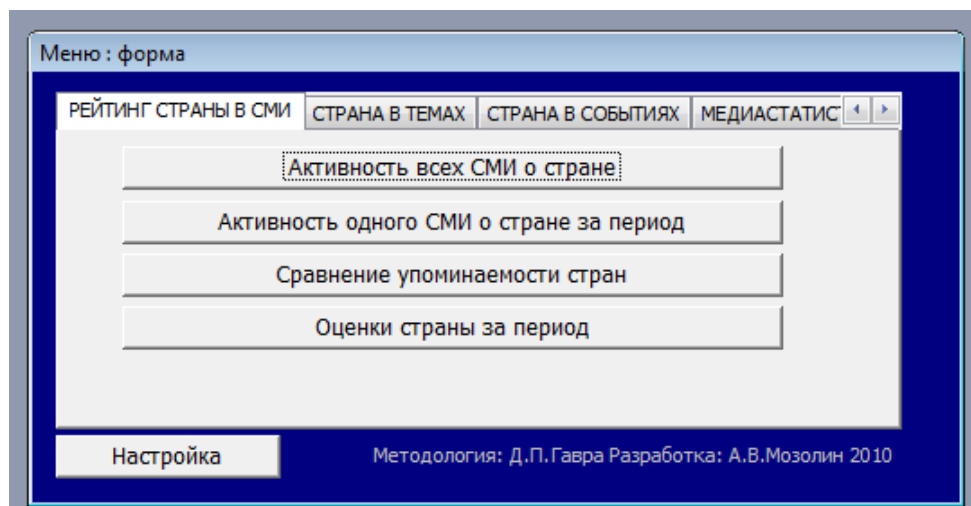 Меню : форма
РЕЙТИНГ СТРАНЫ В СМИ СТРАНА В ТЕМАХ СТРАНА В СОБЫТИЯХ МЕДИАСТАТИС
Активность всех СМИ о стране
Активность одного СМИ о стране за период
Сравнение упоминаемости стран
Оценки страны за период
Настройка Методология: Д.П.Гавра Разработка: А.В.Мозолин 2010